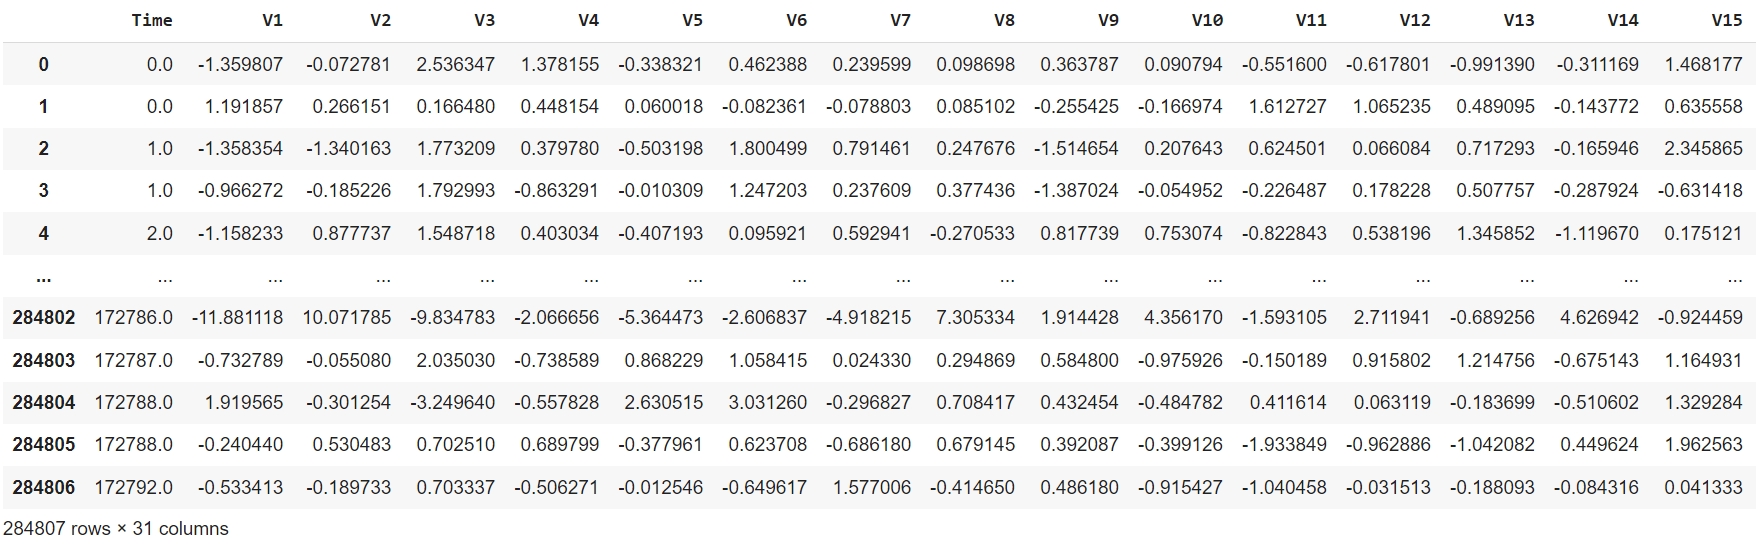 Time V1 V2 V3 V4 V5 V6 V7 V8 V9 V10 V11 V12 V13 V14 V15
0 0.0 -1.359807 -0.072781 2.536347 1.378155 -0.338321 0.462388 0.239599 0.098698 0.363787 0.090794 -0.551600 -0.617801 -0.991390 -0.311169 1.468177
1 0.0 1.191857 0.266151 0.166480 0.448154 0.060018 -0.082361 -0.078803 0.085102 -0.255425 -0.166974 1.612727 1.065235 0.489095 -0.143772 0.635558
2 1.0 -1.358354 -1.340163 1.773209 0.379780 -0.503198 1.800499 0.791461 0.247676 -1.514654 0.207643 0.624501 0.066084 0.717293 -0.165946 2.345865
3 1.0 -0.966272 -0.185226 1.792993 -0.863291 -0.010309 1.247203 0.237609 0.377436 -1.387024 -0.054952 -0.226487 0.178228 0.507757 -0.287924 -0.631418
4 2.0 -1.158233 0.877737 1.548718 0.403034 -0.407193 0.095921 0.592941 -0.270533 0.817739 0.753074 -0.822843 0.538196 1.345852 -1.119670 0.175121
... ... ... ... ... ... ... ... ... ... ... ... ... ... ... ... ...
284802 172786.0 -11.881118 10.071785 -9.834783 -2.066656 -5.364473 -2.606837 -4.918215 7.305334 1.914428 4.356170 -1.593105 2.711941 -0.689256 4.626942 -0.924459
284803 172787.0 -0.732789 -0.055080 2.035030 -0.738589 0.868229 1.058415 0.024330 0.294869 0.584800 -0.975926 -0.150189 0.915802 1.214756 -0.675143 1.164931
284804 172788.0 1.919565 -0.301254 -3.249640 -0.557828 2.630515 3.031260 -0.296827 0.708417 0.432454 -0.484782 0.411614 0.063119 -0.183699 -0.510602 1.329284
284805 172788.0 -0.240440 0.530483 0.702510 0.689799 -0.377961 0.623708 -0.686180 0.679145 0.392087 -0.399126 -1.933849 -0.962886 -1.042082 0.449624 1.962563
284806 172792.0 -0.533413 -0.189733 0.703337 -0.506271 -0.012546 -0.649617 1.577006 -0.414650 0.486180 -0.915427 -1.040458 -0.031513 -0.188093 -0.084316 0.041333
284807 rows × 31 columns